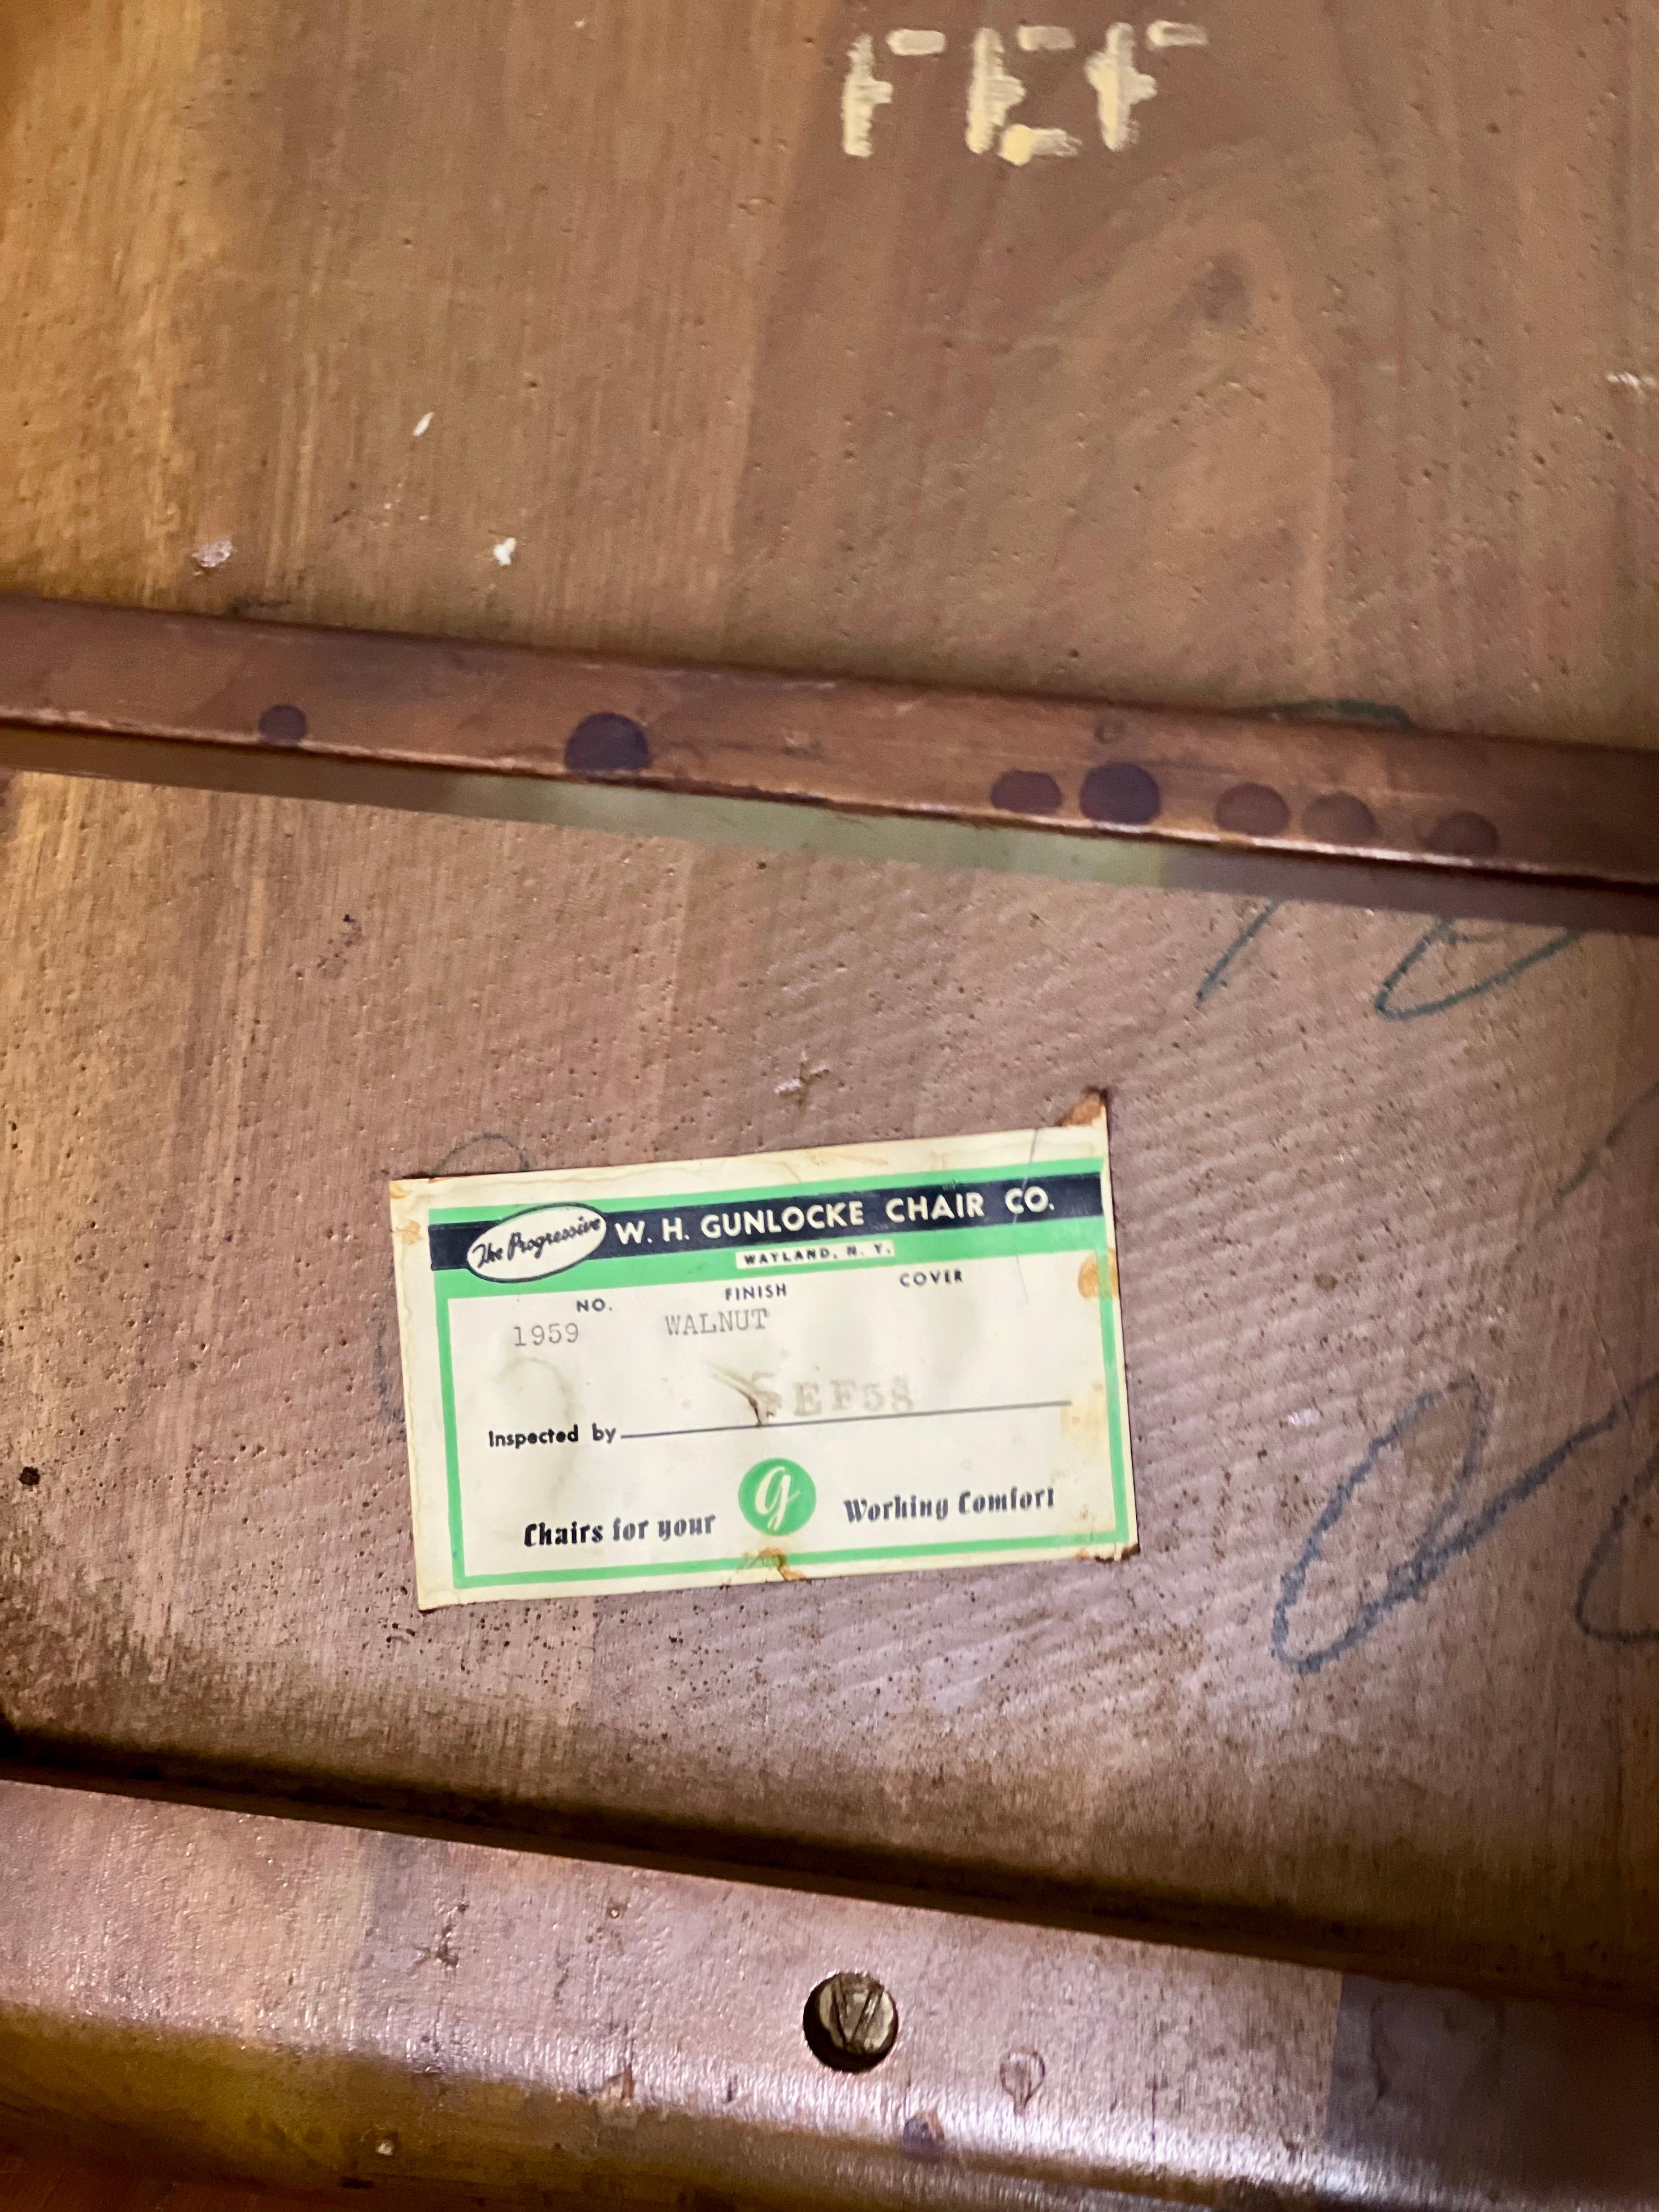 FEF
The Progressive W. H. GUNLOCKE CHAIR CO.
WAYLAND, N. Y.
NO. FINISH COVER
1959 WALNUT
EF58
Inspected by
Chairs for your g Working Comfort